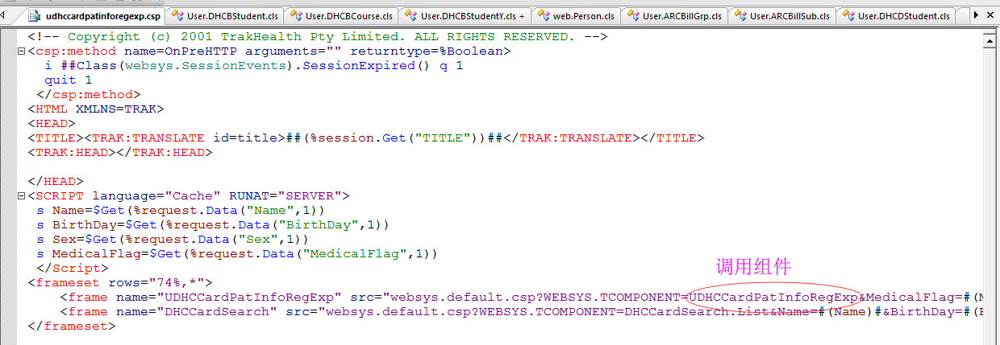 udhccardpatinforegexp.csp User.DHCBStudent.cls User.DHCBCourse.cls User.DHCBStudentY.cls + web.Person.cls User.ARCBillGrp.cls User.ARCBillSub.cls User.DHCDStudent.cls
<!-- Copyright (c) 2001 TrakHealth Pty Limited. ALL RIGHTS RESERVED. -->
<csp:method name=OnPreHTTP arguments="" returntype=%Boolean>
i ##Class(websys.SessionEvents).SessionExpired() q 1
quit 1
</csp:method>
<HTML XMLNS=TRAK>
<HEAD>
<TITLE><TRAK:TRANSLATE id=title>##(%session.Get("TITLE"))##</TRAK:TRANSLATE></TITLE>
<TRAK:HEAD></TRAK:HEAD>
</HEAD>
<SCRIPT language="Cache" RUNAT="SERVER">
s Name=$Get(%request.Data("Name",1))
s BirthDay=$Get(%request.Data("BirthDay",1))
s Sex=$Get(%request.Data("Sex",1))
s MedicalFlag=$Get(%request.Data("MedicalFlag",1))
</Script>
调用组件
<frameset rows="74%,*">
<frame name="UDHCCardPatInfoRegExp" src="websys.default.csp?WEBSYS.TCOMPONENT=UDHCCardPatInfoRegExp&MedicalFlag=#(
<frame name="DHCCardSearch" src="websys.default.csp?WEBSYS.TCOMPONENT=DHCCardSearch.List&Name=#(Name)#&BirthDay=#(
</frameset>